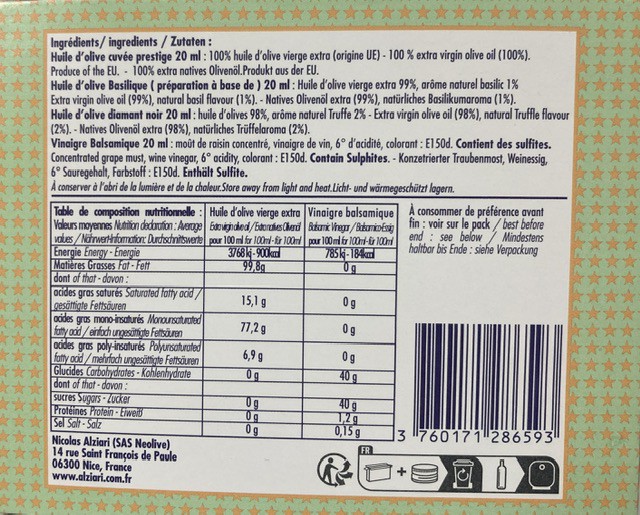 Ingrédients/ ingredients / Zutaten :
Huile d'olive cuvée prestige 20 ml : 100% huile d'olive vierge extra (origine UE) - 100 % extra virgin olive oil (100%).
Produce of the EU. - 100% extra natives Olivenöl.Produkt aus der EU.
Huile d'olive Basilique ( préparation à base de ) 20 ml : Huile d'olive vierge extra 99%, arôme naturel basilic 1%
Extra virgin olive oil (99%), natural basil flavour (1%). - Natives Olivenöl extra (99%), natürliches Basilikumaroma (1%).
Huile d'olive diamant noir 20 ml : huile d'olives 98%, arôme naturel Truffe 2% - Extra virgin olive oil (98%), natural Truffle flavour
(2%). - Natives Olivenöl extra (98%), natürliches Trüffelaroma (2%).
Vinaigre Balsamique 20 ml : moût de raisin concentré, vinaigre de vin, 6° d'acidité, colorant : E150d. Contient des sulfites.
Concentrated grape must, wine vinegar, 6° acidity, colorant : E150d. Contain Sulphites. - Konzetrierter Traubenmost, Weinessig,
6° Sauregehalt, Farbstoff : E150d. Enthält Sulfite.
A conserver à l'abri de la lumière et de la chaleur.Store away from light and heat.Licht- und wärmegeschützt lagern.
Table de composition nutritionnelle : Huile d'olive vierge extra Vinaigre balsamique
Valeurs moyennes Nutrition declaration : Average Extra virgin olive oil / Extra natives Olivenöl Balsamic Vinegar / Balsamico-Essig
values / Nährwert-Information: Durchschnittswerte pour 100 ml for 100ml- für 100ml pour 100 ml for 100ml-für 100ml
Energie Energy - Energie 3768 kj - 900kcal 785 kj - 184kcal
Matières Grasses Fat - Fett 99,8g 0 g
dont of that - davon :
acides gras saturés Saturated fatty acid /
gesättigte Fettsäuren 15,1 g 0 g
acides gras mono-insaturés Monounsaturated
fatty acid / einfach ungesättigte Fettsäuren 77,2 g 0 g
acides gras poly-insaturés Polyunsaturated
fatty acid / mehrfach ungesättigte Fettsäuren 6,9 g 0 g
Glucides Carbohydrates - Kohlenhydrate 0 g 40 g
dont of that - davon :
sucres Sugars - Zucker 0 g 40 g
Protéines Protein - Eiweiß 0 g 1,2 g
Sel Salt - Salz 0 g 0,15 g
À consommer de préférence avant
fin : voir sur le pack / best before
end : see below / Mindestens
haltbar bis Ende : siehe Verpackung
3 760171 286593
Nicolas Alziari (SAS Neolive)
14 rue Saint François de Paule
06300 Nice, France
www.alziari.com.fr
FR
+